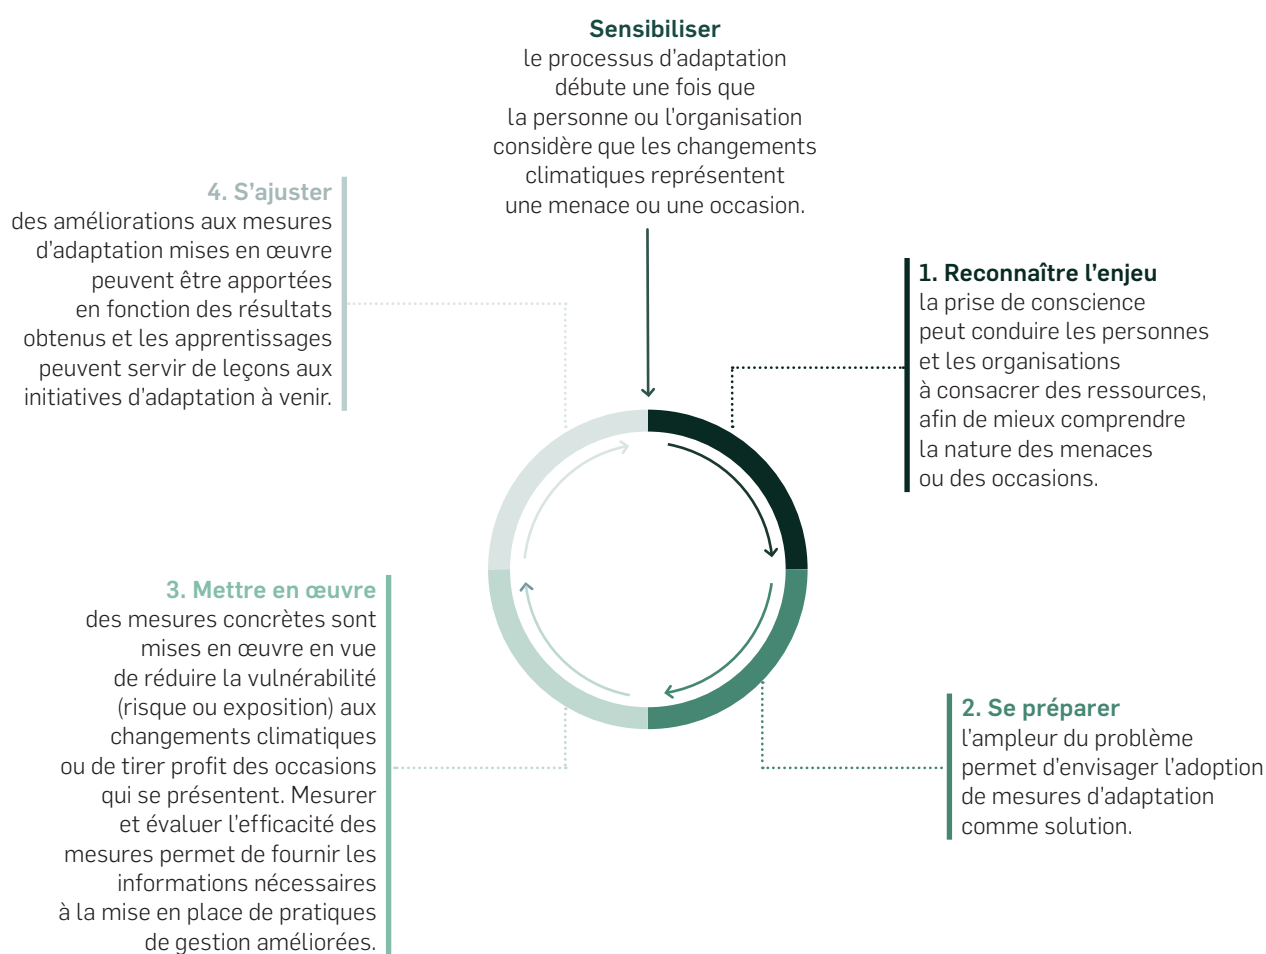 Sensibiliser
le processus d'adaptation
débute une fois que
la personne ou l'organisation
considère que les changements
climatiques représentent
une menace ou une occasion.
1. Reconnaître l'enjeu
la prise de conscience
peut conduire les personnes
et les organisations
à consacrer des ressources,
afin de mieux comprendre
la nature des menaces
ou des occasions.
2. Se préparer
l'ampleur du problème
permet d'envisager l'adoption
de mesures d'adaptation
comme solution.
3. Mettre en œuvre
des mesures concrètes sont
mises en œuvre en vue
de réduire la vulnérabilité
(risque ou exposition) aux
changements climatiques
ou de tirer profit des occasions
qui se présentent. Mesurer
et évaluer l'efficacité des
mesures permet de fournir les
informations nécessaires
à la mise en place de pratiques
de gestion améliorées.
4. S'ajuster
des améliorations aux mesures
d'adaptation mises en œuvre
peuvent être apportées
en fonction des résultats
obtenus et les apprentissages
peuvent servir de leçons aux
initiatives d'adaptation à venir.